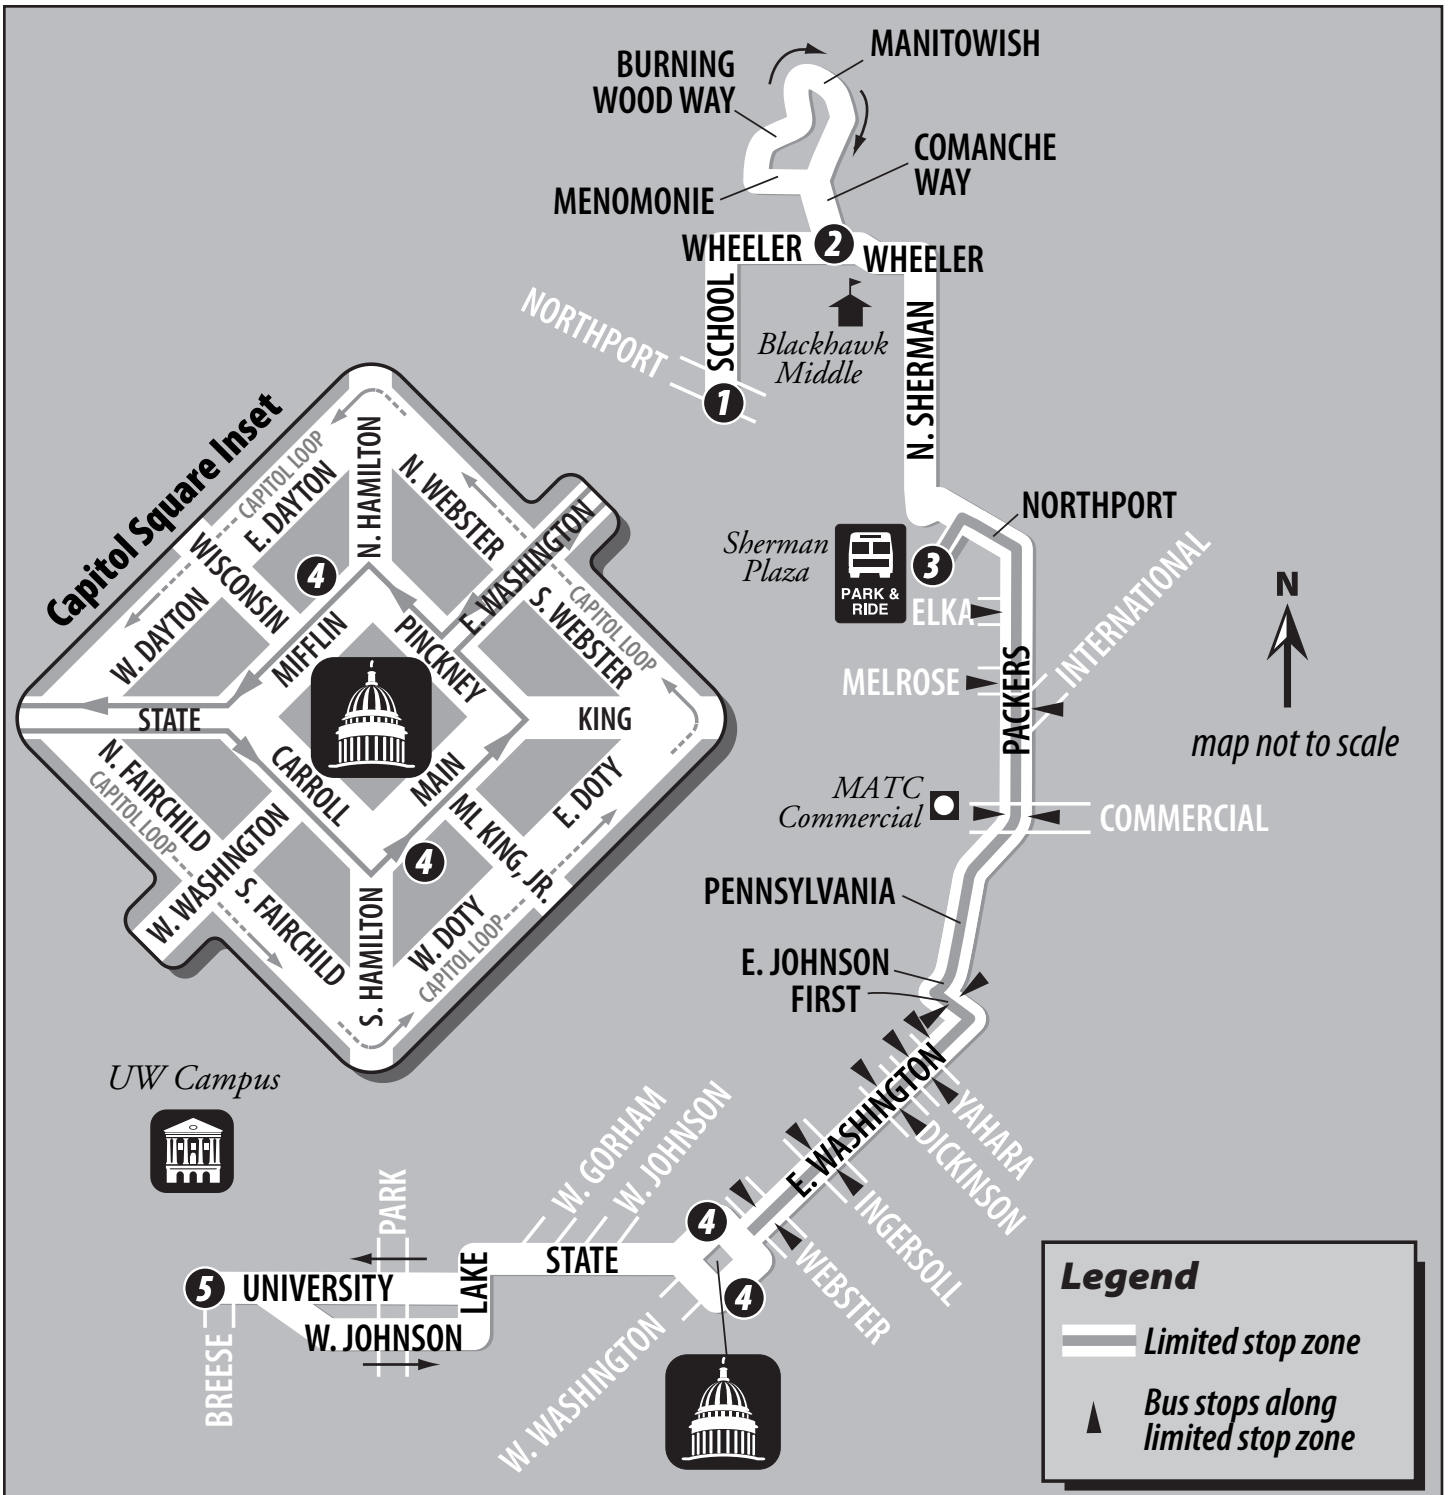 MANITOWISH
BURNING
WOOD WAY
COMANCHE
WAY
MENOMONIE
WHEELER
2
WHEELER
SCHOOL
NORTHPORT
Blackhawk
Middle
N. SHERMAN
1
NORTHPORT
Sherman
Plaza
PARK &
RIDE
3
ELKA
MELROSE
INTERNATIONAL
PACKERS
N
map not to scale
MATC
Commercial
COMMERCIAL
PENNSYLVANIA
E. JOHNSON
FIRST
E. WASHINGTON
YAHARA
DICKINSON
INGERSOLL
WEBSTER
Capitol Square Inset
CAPITOL LOOP
E. DAYTON
N. HAMILTON
N. WEBSTER
E. WASHINGTON
WISCONSIN
4
W. DAYTON
MIFFLIN
PINCKNEY
S. WEBSTER
CAPITOL LOOP
STATE
KING
N. FAIRCHILD
CAPITOL LOOP
CARROLL
MAIN
ML KING, JR.
E. DOTY
W. WASHINGTON
4
S. FAIRCHILD
S. HAMILTON
W. DOTY
CAPITOL LOOP
UW Campus
PARK
W. GORHAM
W. JOHNSON
4
STATE
LAKE
5
UNIVERSITY
4
W. JOHNSON
BREESE
W. WASHINGTON
Legend
Limited stop zone
Bus stops along
limited stop zone